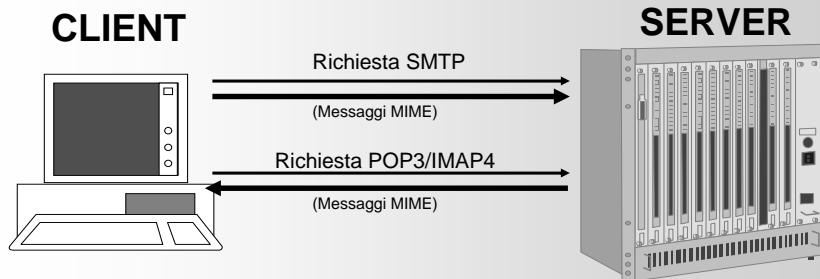 CLIENT
SERVER
Richiesta SMTP
(Messaggi MIME)
Richiesta POP3/IMAP4
(Messaggi MIME)